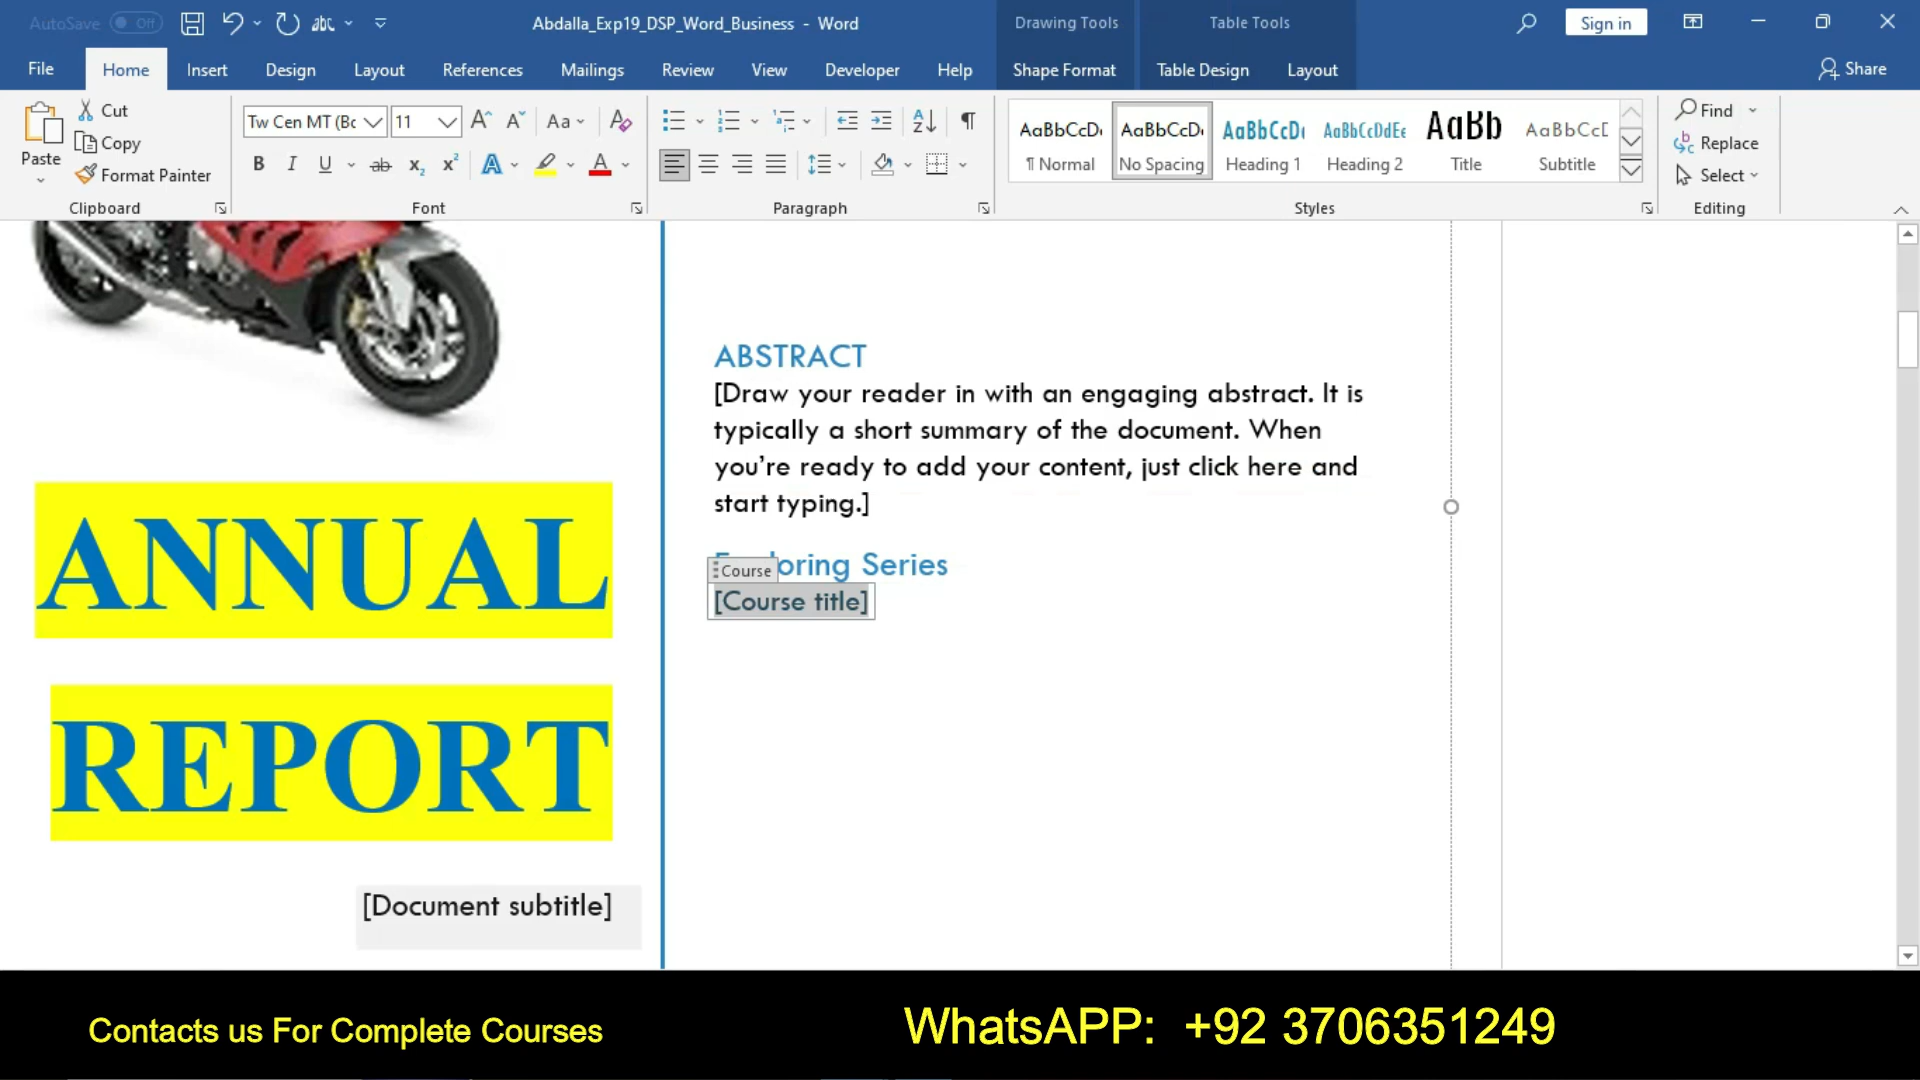 AutoSave Off
Abdalla_Exp19_DSP_Word_Business - Word
Drawing Tools
Table Tools
Sign in
File
Home
Insert
Design
Layout
References
Mailings
Review
View
Developer
Help
Shape Format
Table Design
Layout
Share
Paste
Cut
Copy
Format Painter
Clipboard
Tw Cen MT (Bo
11
Font
Paragraph
AaBbCcDd
¶ Normal
AaBbCcDd
No Spacing
AaBbCcDd
Heading 1
AaBbCcDdEe
Heading 2
AaBb
Title
AaBbCcD
Subtitle
Styles
Find
Replace
Select
Editing
ANNUAL
REPORT
[Document subtitle]
ABSTRACT
[Draw your reader in with an engaging abstract. It is
typically a short summary of the document. When
you’re ready to add your content, just click here and
start typing.]
Course
oring Series
[Course title]
Contacts us For Complete Courses
WhatsAPP: +92 3706351249